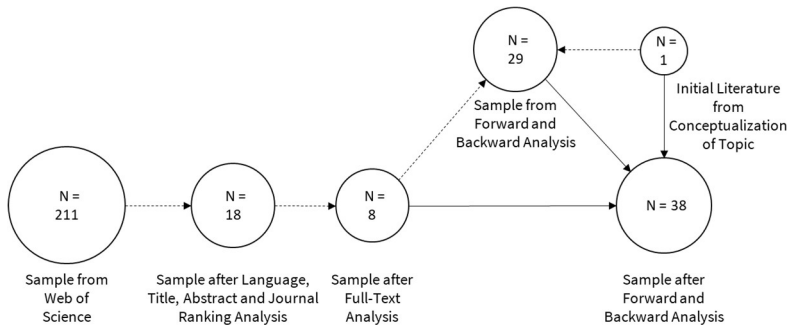 N =
29
N =
1
Sample from
Forward and
Backward Analysis
Initial Literature
from
Conceptualization
of Topic
N =
211
N =
18
N =
8
N = 38
Sample from
Web of
Science
Sample after Language,
Title, Abstract and Journal
Ranking Analysis
Sample after
Full-Text
Analysis
Sample after
Forward and
Backward Analysis